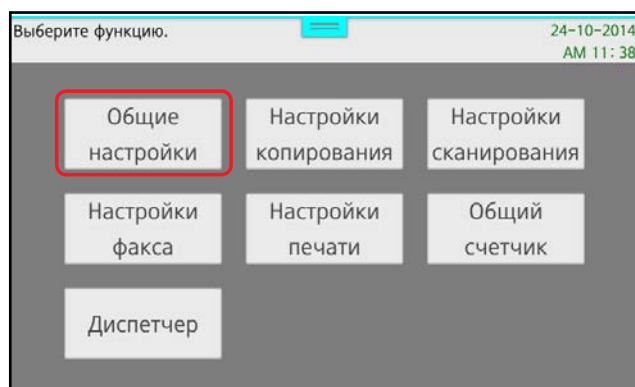 Выберите функцию.
24-10-2014
AM 11:38
Общие
настройки
Настройки
копирования
Настройки
сканирования
Настройки
факса
Настройки
печати
Общий
счетчик
Диспетчер